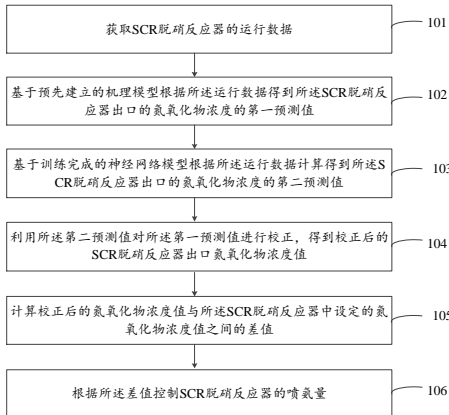 获取SCR脱硝反应器的运行数据
101
基于预先建立的机理模型根据所述运行数据得到所述SCR脱硝反
应器出口的氮氧化物浓度的第一预测值
102
基于训练完成的神经网络模型根据所述运行数据计算得到所述S
CR脱硝反应器出口的氮氧化物浓度的第二预测值
103
利用所述第二预测值对所述第一预测值进行校正，得到校正后的
SCR脱硝反应器出口氮氧化物浓度值
104
计算校正后的氮氧化物浓度值与所述SCR脱硝反应器中设定的氮
氧化物浓度值之间的差值
105
根据所述差值控制SCR脱硝反应器的喷氨量
106